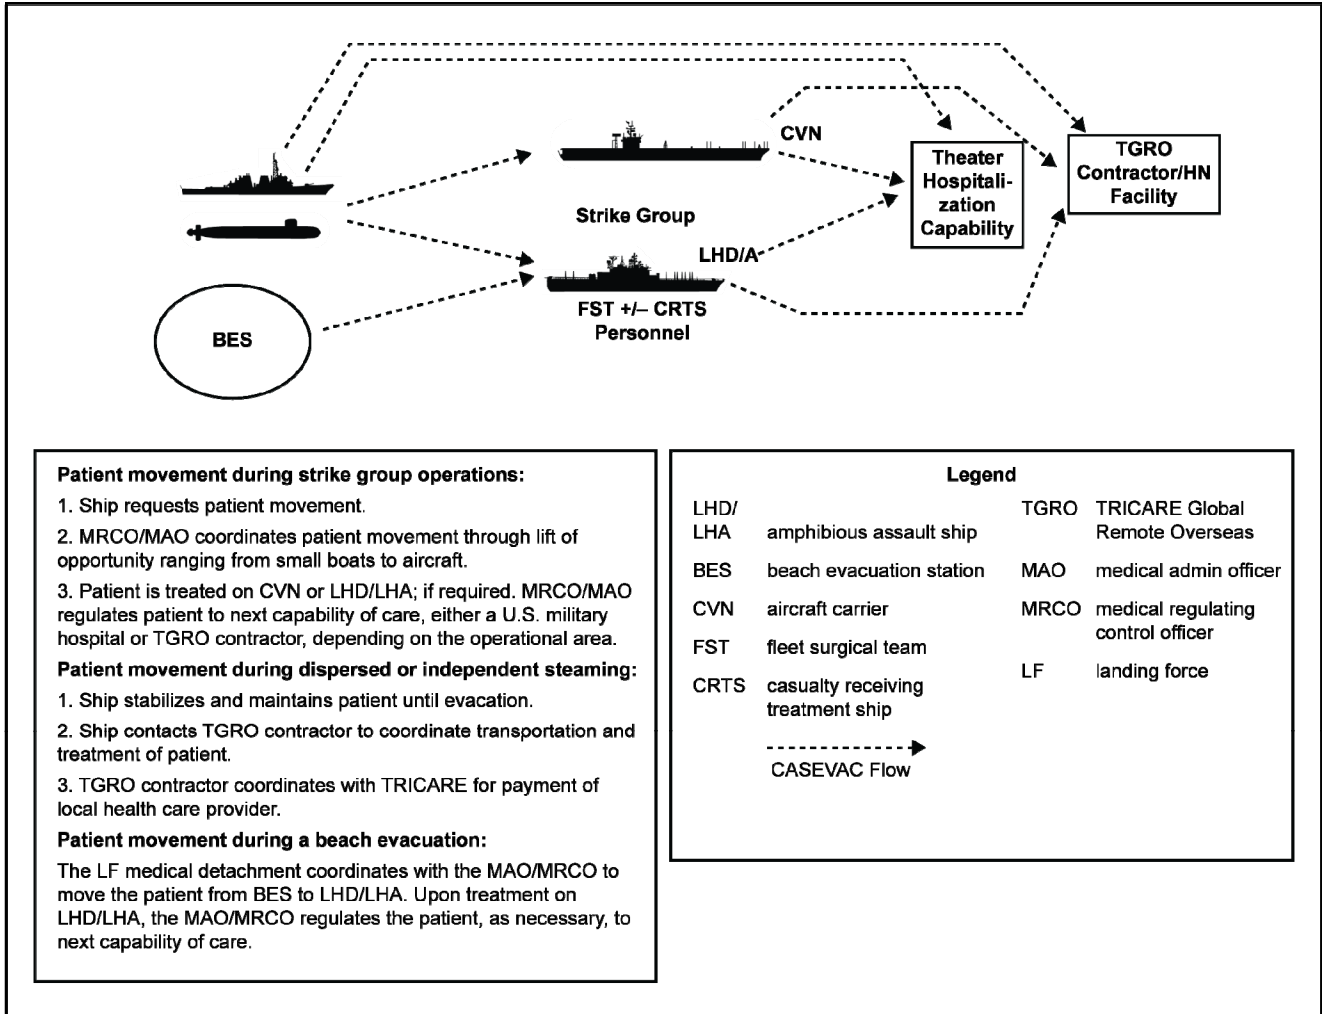 CVN
Theater
Hospitali-
zation
Capability
TGRO
Contractor/HN
Facility
Strike Group
LHD/A
FST +/– CRTS
Personnel
BES
Patient movement during strike group operations:
1. Ship requests patient movement.
2. MRCO/MAO coordinates patient movement through lift of
opportunity ranging from small boats to aircraft.
3. Patient is treated on CVN or LHD/LHA; if required. MRCO/MAO
regulates patient to next capability of care, either a U.S. military
hospital or TGRO contractor, depending on the operational area.
Patient movement during dispersed or independent steaming:
1. Ship stabilizes and maintains patient until evacation.
2. Ship contacts TGRO contractor to coordinate transportation and
treatment of patient.
3. TGRO contractor coordinates with TRICARE for payment of
local health care provider.
Patient movement during a beach evacuation:
The LF medical detachment coordinates with the MAO/MRCO to
move the patient from BES to LHD/LHA. Upon treatment on
LHD/LHA, the MAO/MRCO regulates the patient, as necessary, to
next capability of care.
Legend
LHD/
LHA amphibious assault ship
BES beach evacuation station
CVN aircraft carrier
FST fleet surgical team
CRTS casualty receiving
treatment ship
CASEVAC Flow
TGRO TRICARE Global
Remote Overseas
MAO medical admin officer
MRCO medical regulating
control officer
LF landing force